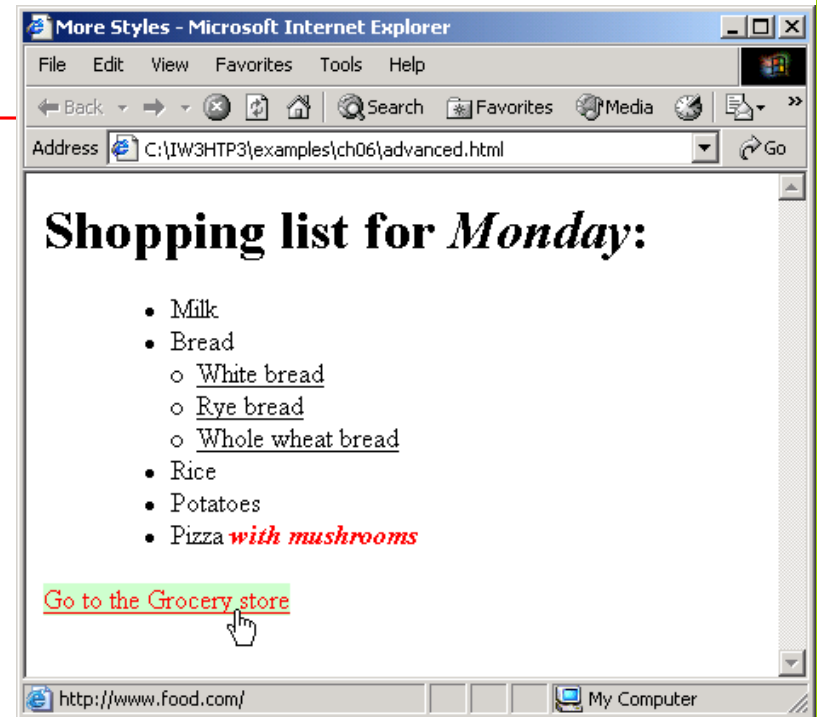 More Styles - Microsoft Internet Explorer
File Edit View Favorites Tools Help
Back Search Favorites Media »
Address C:\IW3HTP3\examples\ch06\advanced.html Go
Shopping list for Monday:
• Milk
• Bread
o White bread
o Rye bread
o Whole wheat bread
• Rice
• Potatoes
• Pizza with mushrooms
Go to the Grocery store
http://www.food.com/ My Computer